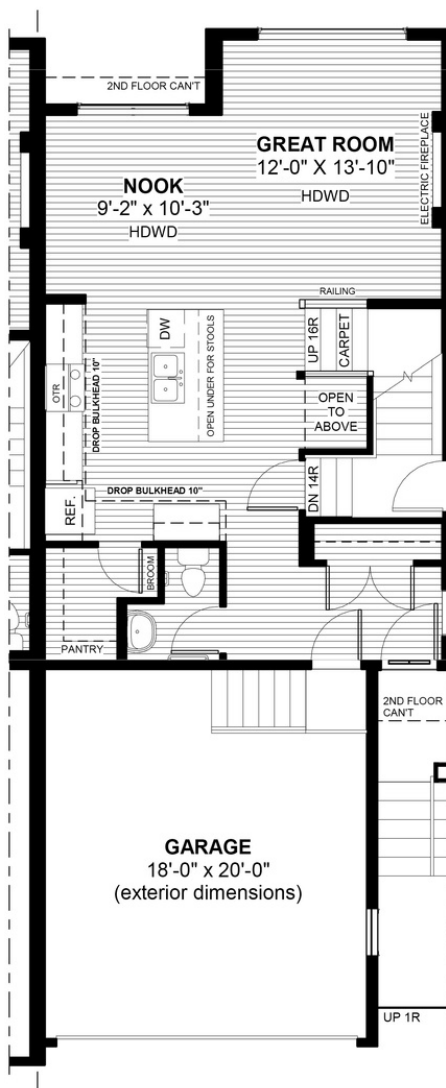 2ND FLOOR CAN'T
GREAT ROOM
12'-0" X 13'-10"
HDWD
ELECTRIC FIREPLACE
NOOK
9'-2" x 10'-3"
HDWD
RAILING
UP 16R
CARPET
DW
OPEN UNDER FOR STOOLS
OTR
DROP BULKHEAD 10"
OPEN
TO
ABOVE
DN 14R
DROP BULKHEAD 10"
REF.
BROOM
PANTRY
2ND FLOOR
CAN'T
GARAGE
18'-0" x 20'-0"
(exterior dimensions)
UP 1R